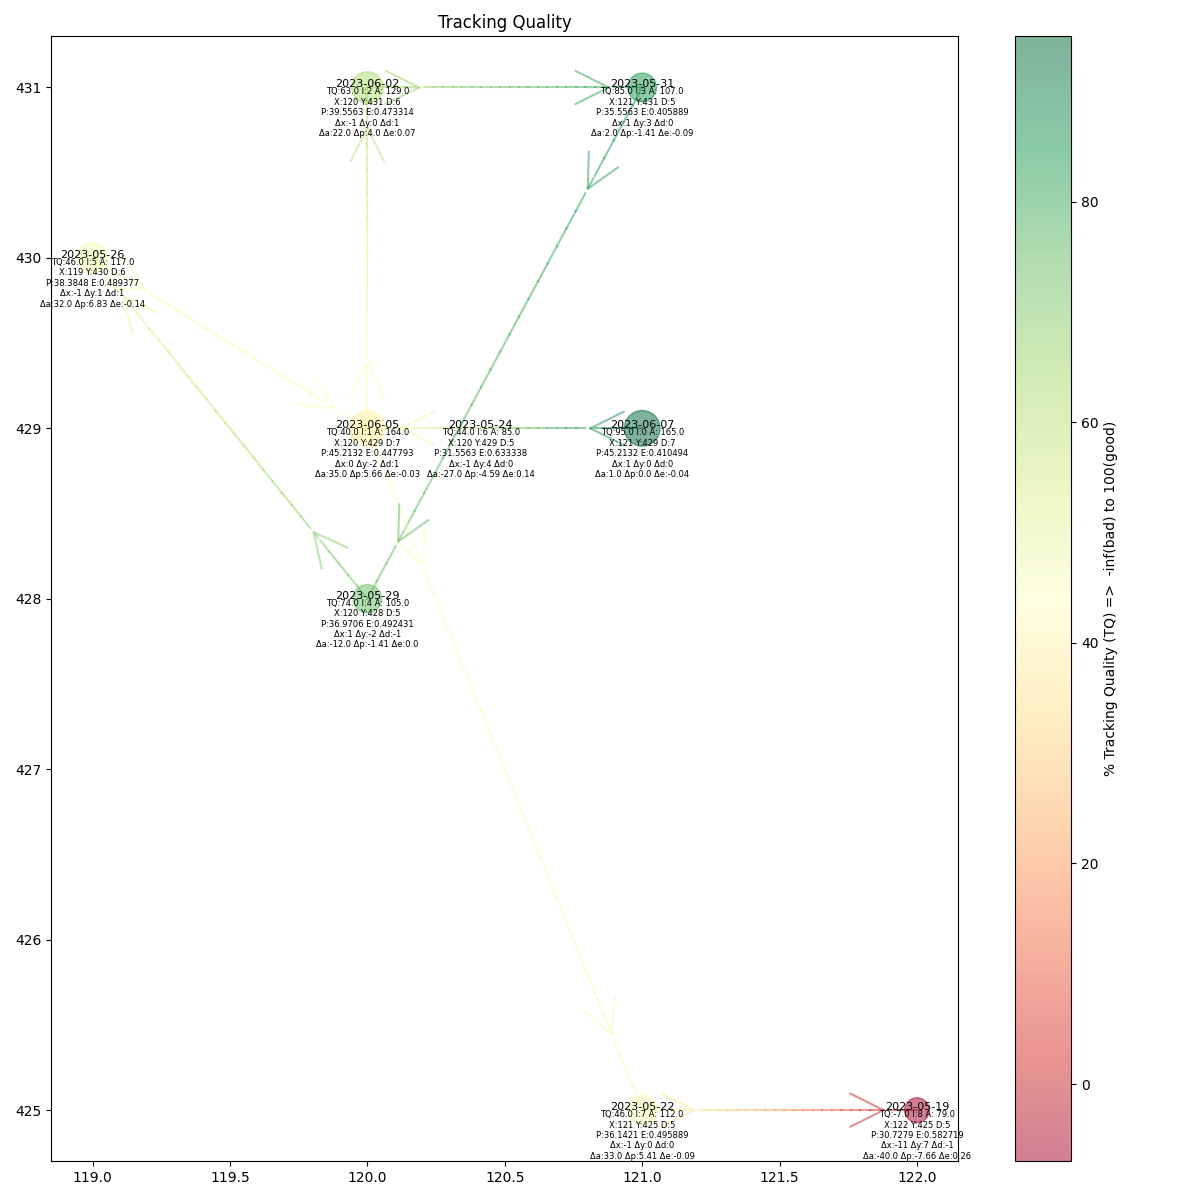 Tracking Quality
431
430
429
428
427
426
425
119.0
119.5
120.0
120.5
121.0
121.5
122.0
2023-06-02
TQ:63.0 I:2 A: 129.0
X:120 Y:431 D:6
P:39.5563 E:0.473314
Δx:-1 Δy:0 Δd:1
Δa:22.0 Δp:4.0 Δe:0.07
2023-05-31
TQ:85.0 I:3 A: 107.0
X:121 Y:431 D:5
P:35.5563 E:0.405889
Δx:1 Δy:3 Δd:0
Δa:2.0 Δp:-1.41 Δe:-0.09
2023-05-26
TQ:46.0 I:5 A: 117.0
X:119 Y:430 D:6
P:38.3848 E:0.489377
Δx:-1 Δy:1 Δd:1
Δa:32.0 Δp:6.83 Δe:-0.14
2023-06-05
TQ:40.0 I:1 A: 164.0
X:120 Y:429 D:7
P:45.2132 E:0.447793
Δx:0 Δy:-2 Δd:1
Δa:35.0 Δp:5.66 Δe:-0.03
2023-05-24
TQ:44.0 I:6 A: 85.0
X:120 Y:429 D:5
P:31.5563 E:0.633338
Δx:-1 Δy:4 Δd:0
Δa:-27.0 Δp:-4.59 Δe:0.14
2023-06-07
TQ:95.0 I:0 A: 165.0
X:121 Y:429 D:7
P:45.2132 E:0.410494
Δx:1 Δy:0 Δd:0
Δa:1.0 Δp:0.0 Δe:-0.04
2023-05-29
TQ:74.0 I:4 A: 105.0
X:120 Y:428 D:5
P:36.9706 E:0.492431
Δx:1 Δy:-2 Δd:-1
Δa:-12.0 Δp:-1.41 Δe:0.0
2023-05-22
TQ:46.0 I:7 A: 112.0
X:121 Y:425 D:5
P:36.1421 E:0.495889
Δx:-1 Δy:0 Δd:0
Δa:33.0 Δp:5.41 Δe:-0.09
2023-05-19
TQ:-7.0 I:8 A: 79.0
X:122 Y:425 D:5
P:30.7279 E:0.582719
Δx:-11 Δy:7 Δd:-1
Δa:-40.0 Δp:-7.66 Δe:0.26
80
60
40
20
0
% Tracking Quality (TQ) => -inf(bad) to 100(good)